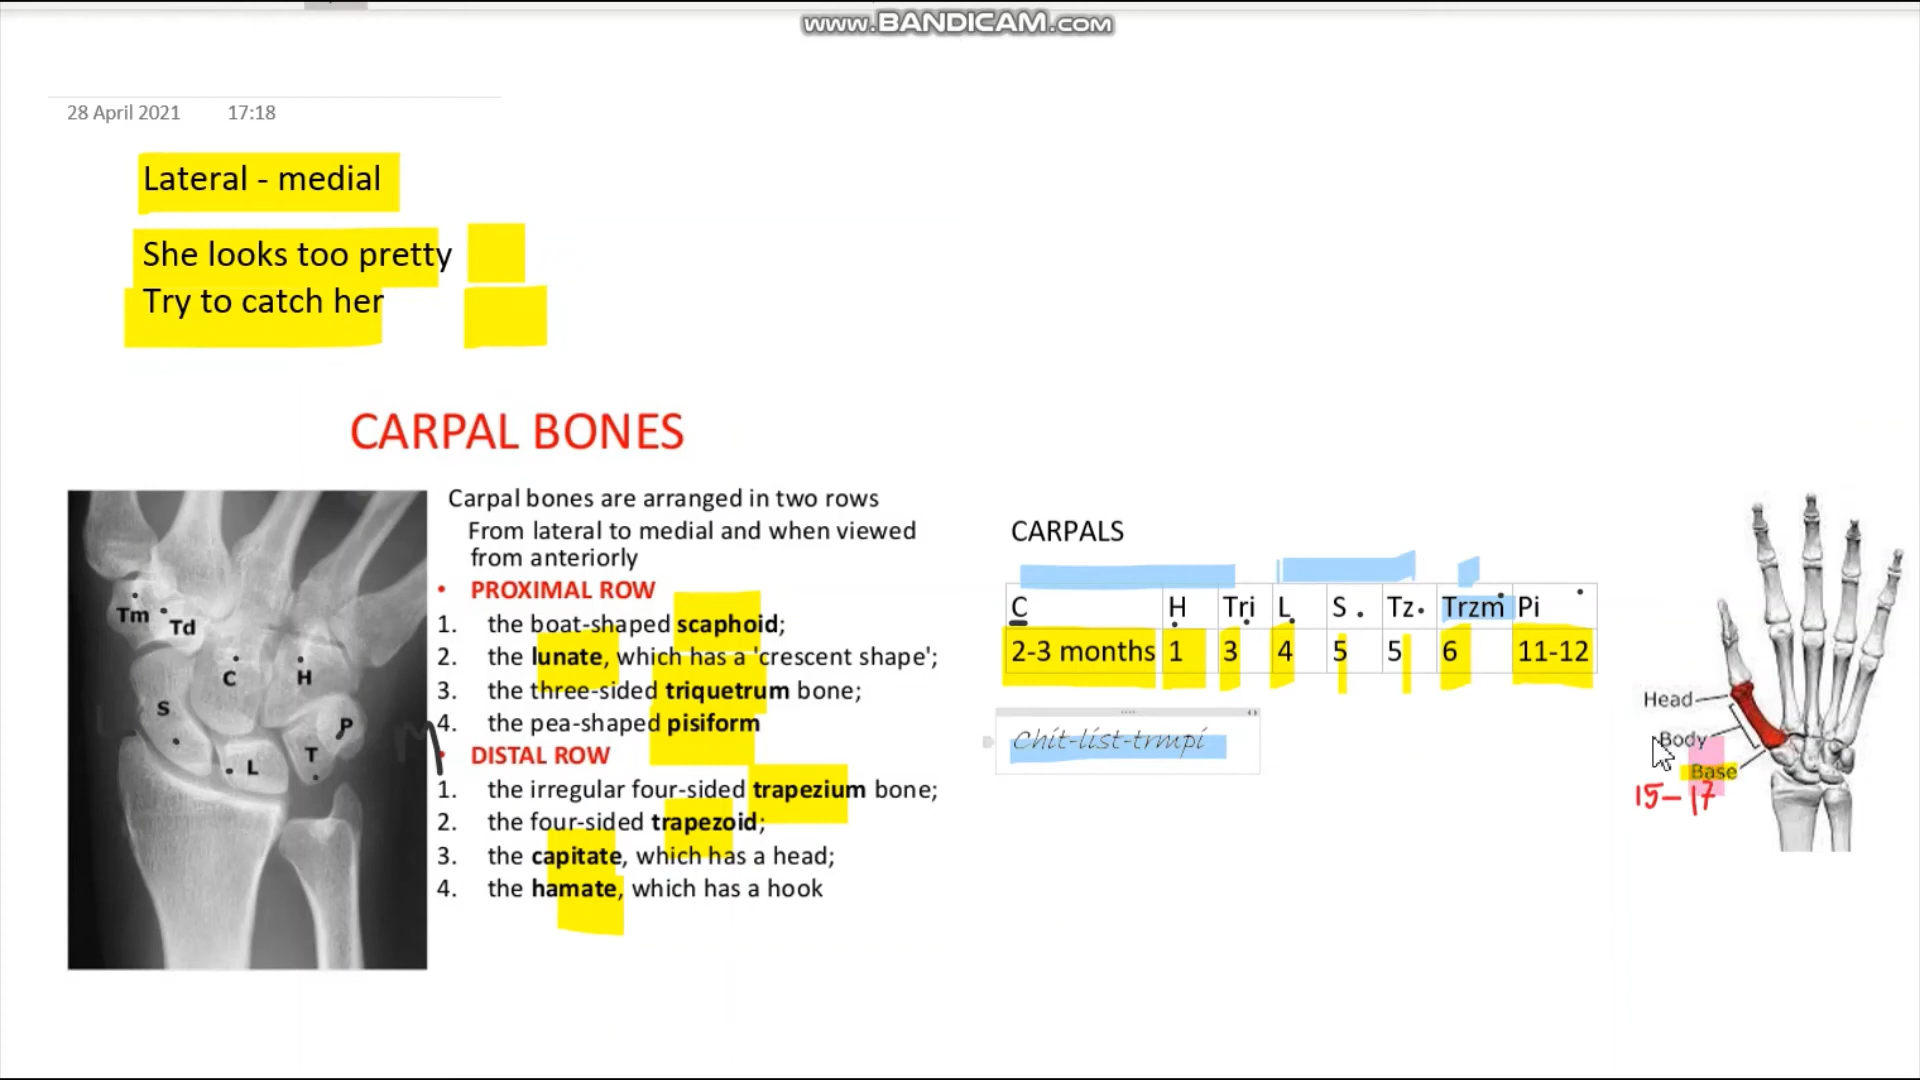 www.BANDICAM.com
28 April 2021 17:18
Lateral - medial
She looks too pretty
Try to catch her
CARPAL BONES
Carpal bones are arranged in two rows
From lateral to medial and when viewed
from anteriorly
• PROXIMAL ROW
1. the boat-shaped scaphoid;
2. the lunate, which has a 'crescent shape';
3. the three-sided triquetrum bone;
4. the pea-shaped pisiform
• DISTAL ROW
1. the irregular four-sided trapezium bone;
2. the four-sided trapezoid;
3. the capitate, which has a head;
4. the hamate, which has a hook
Tm Td
C H
S P
T
L
m
CARPALS
C H Tri L S Tz Trzm Pi
2-3 months 1 3 4 5 5 6 11-12
Chit-list-trmpi
Head
Body
Base
15-17